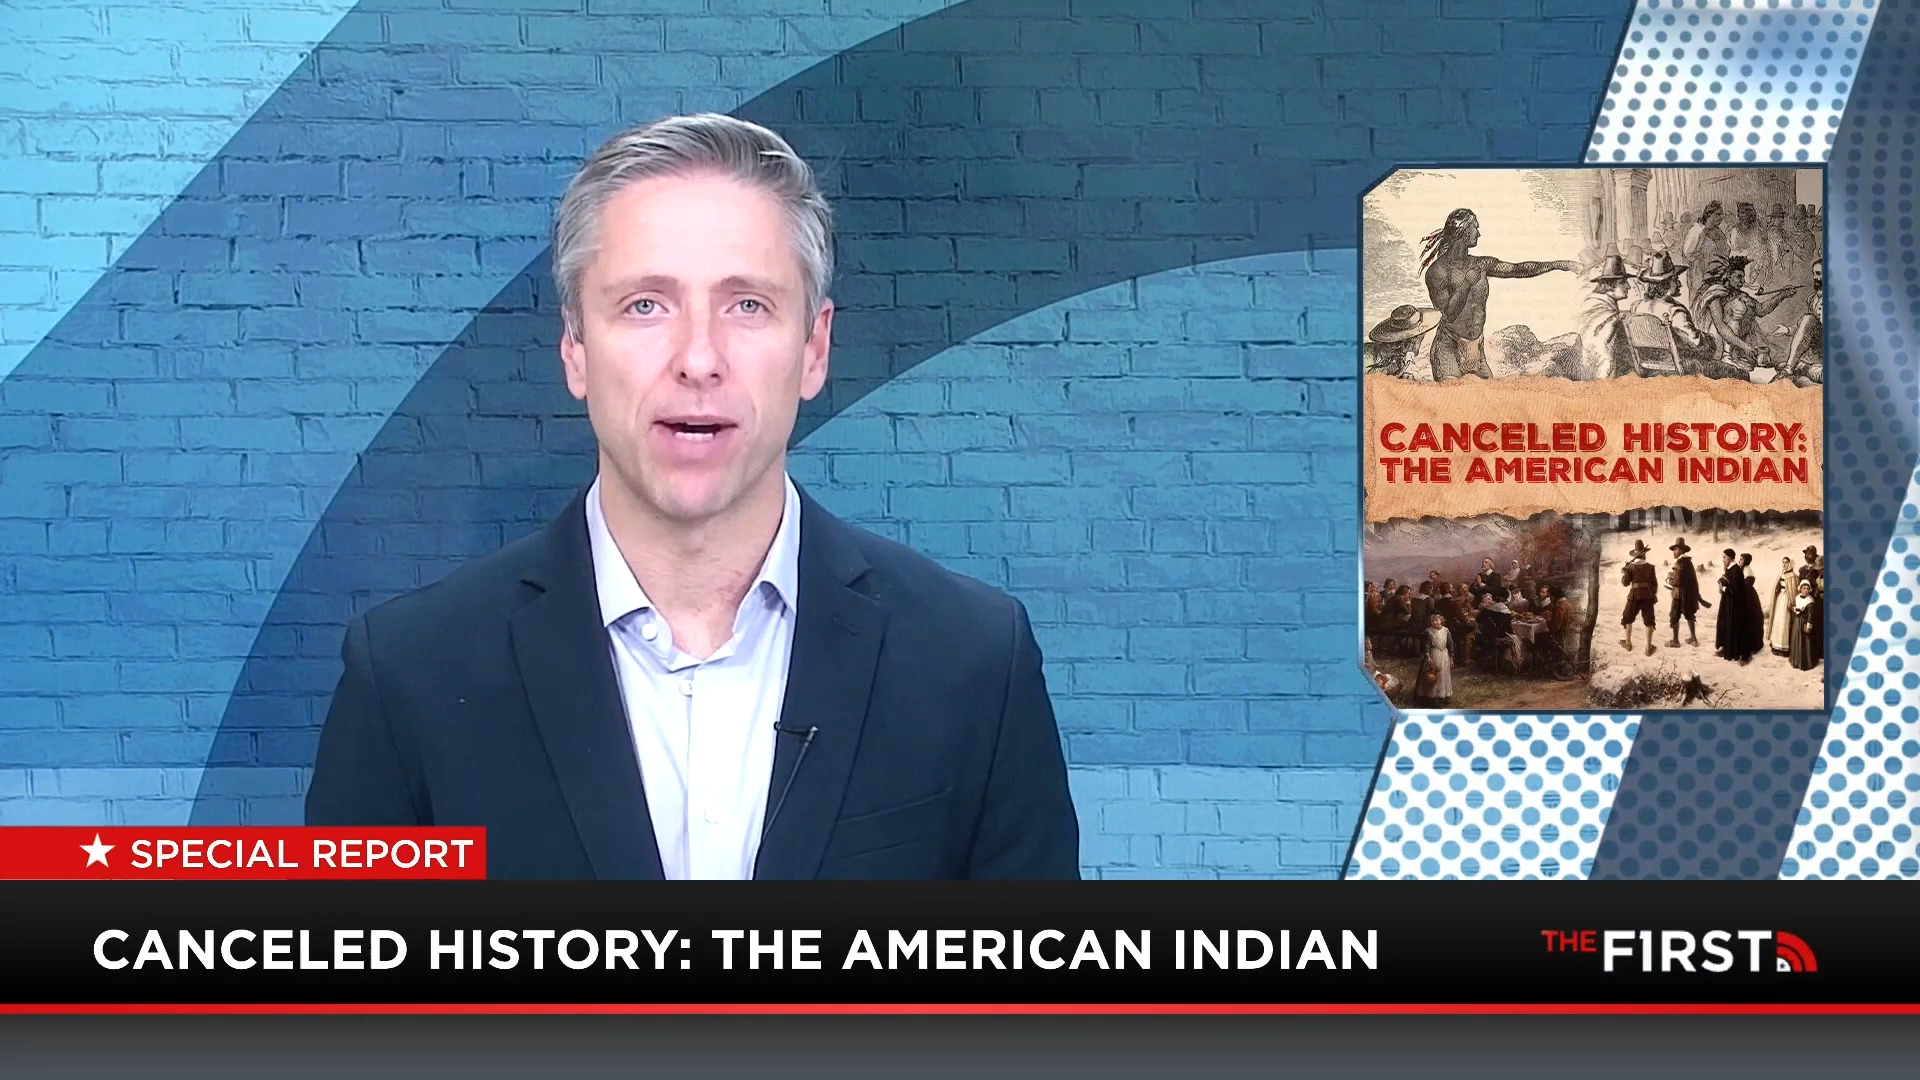 CANCELED HISTORY:
THE AMERICAN INDIAN
SPECIAL REPORT
CANCELED HISTORY: THE AMERICAN INDIAN
THE FIRST